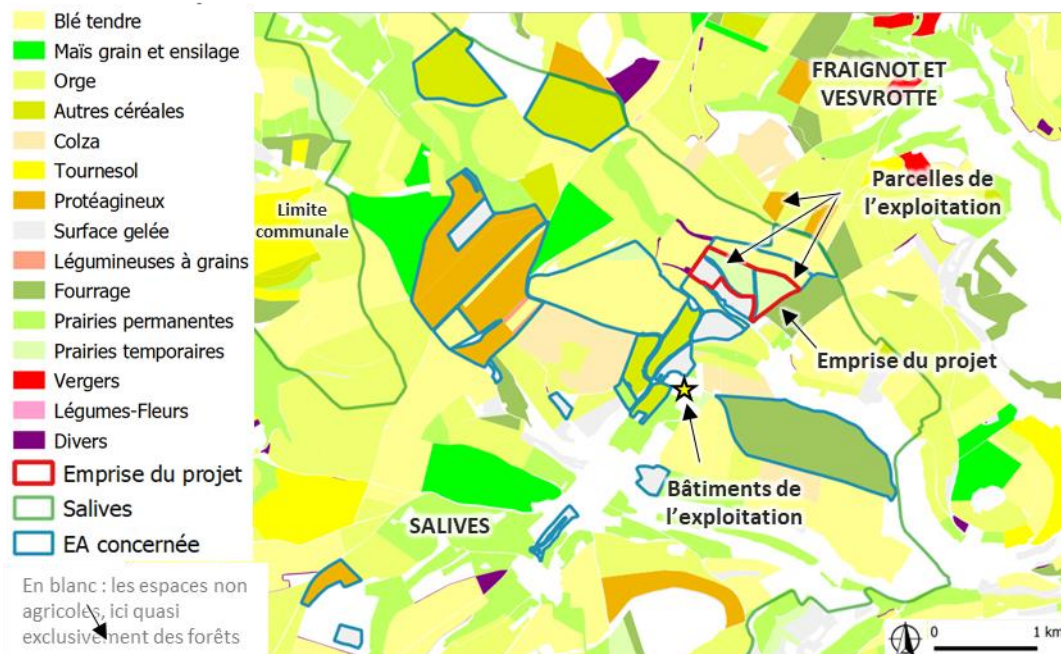 Blé tendre
Maïs grain et ensilage
Orge
Autres céréales
Colza
Tournesol
Protéagineux
Surface gelée
Légumineuses à grains
Fourrage
Prairies permanentes
Prairies temporaires
Vergers
Légumes-Fleurs
Divers
Emprise du projet
Salives
EA concernée
En blanc : les espaces non
agricoles, ici quasi
exclusivement des forêts
FRAIGNOT ET
VESVROTTE
Parcelles de
l'exploitation
Limite
communale
Emprise du projet
Bâtiments de
l'exploitation
SALIVES
0 1 km